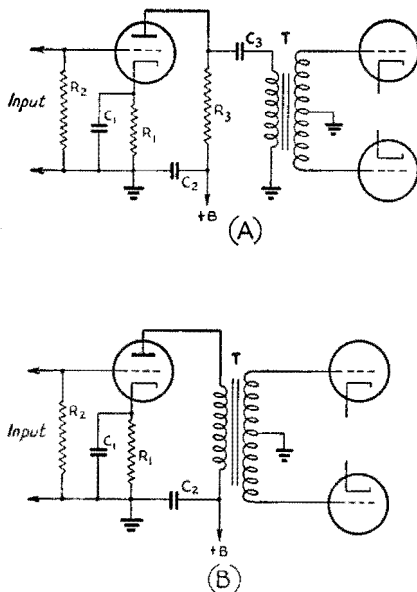 C3
T
Input
R2
C1
R1
R3
C2
+B
(A)
T
Input
R2
C1
R1
C2
+B
(B)